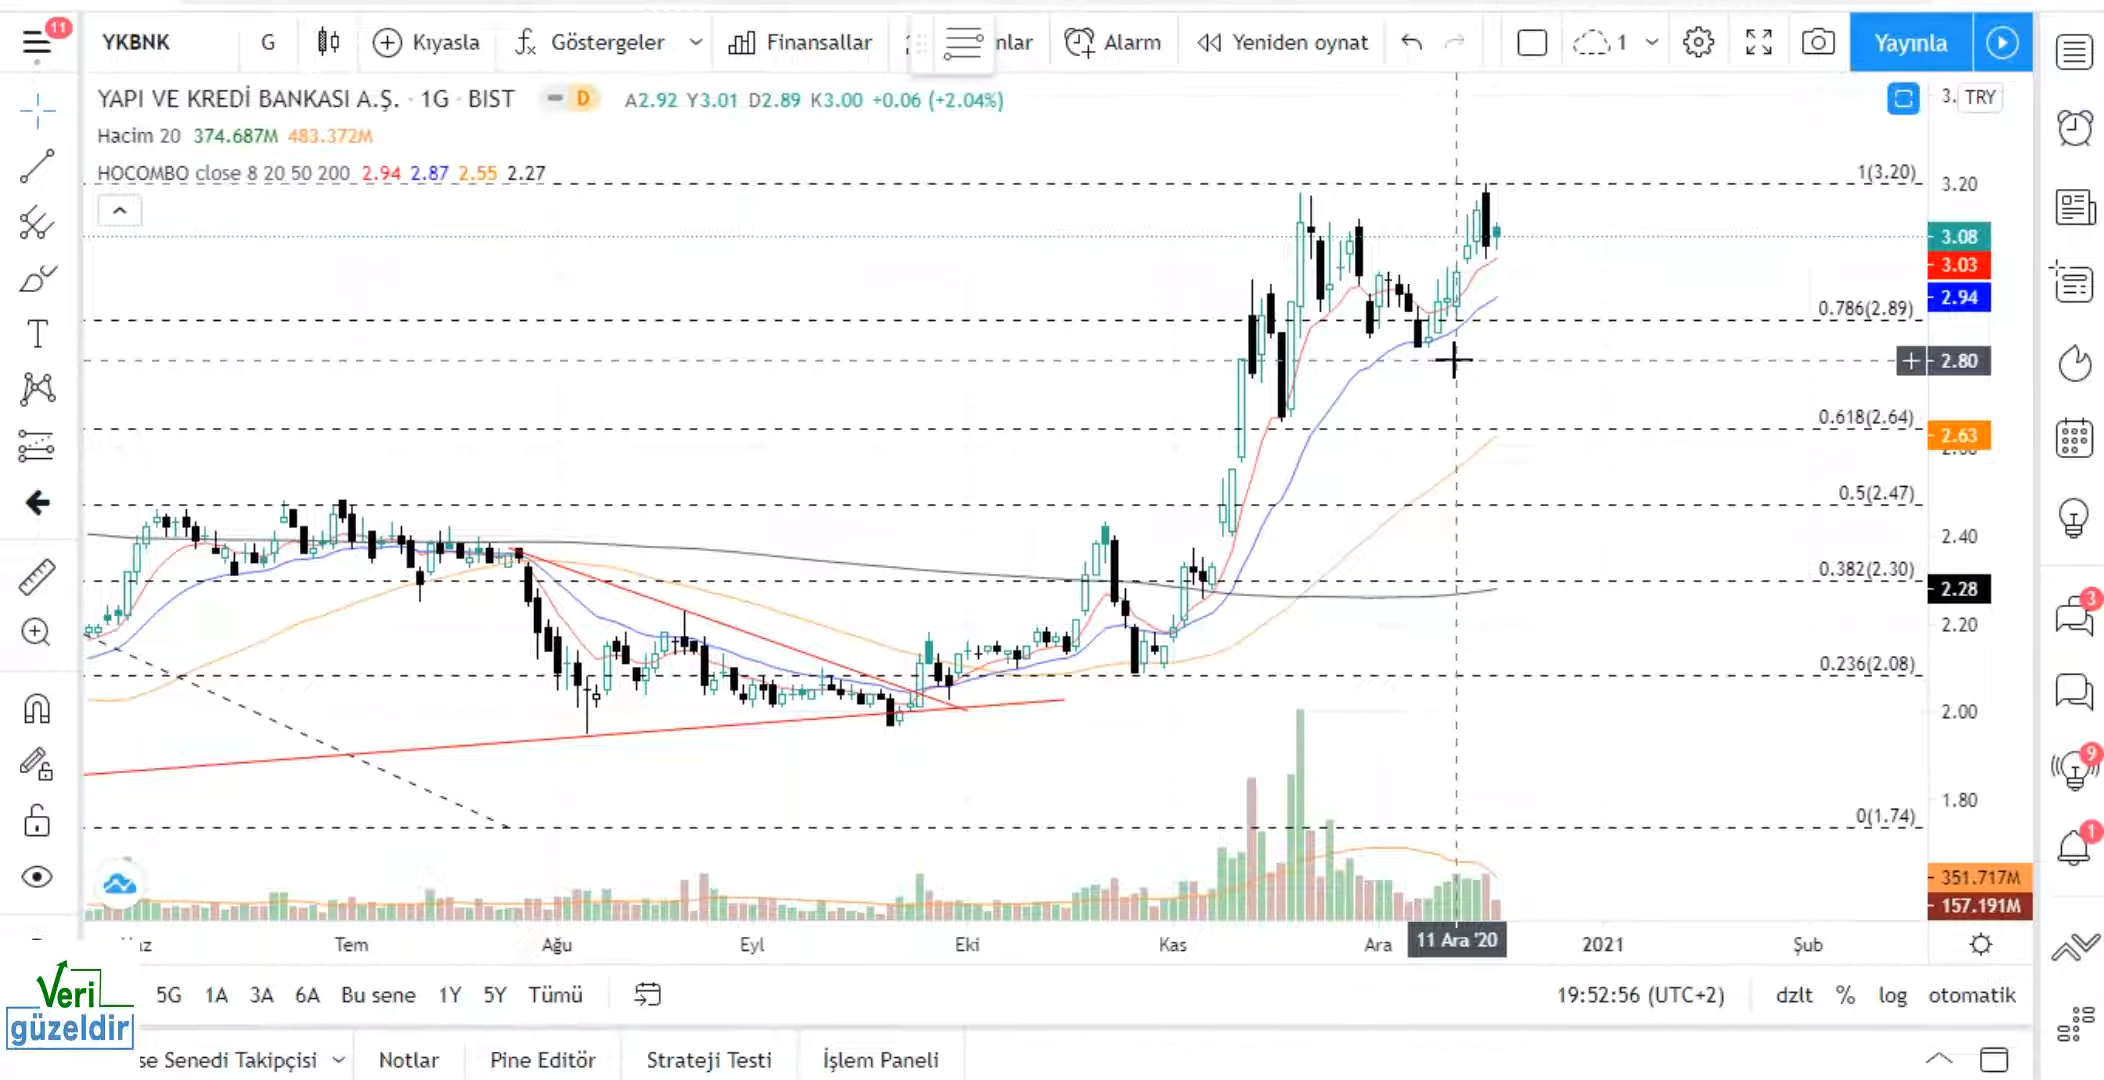 11
YKBNK G Kıyasla Göstergeler Finansallar nlar Alarm Yeniden oynat 1 Yayınla
YAPI VE KREDİ BANKASI A.Ş. · 1G · BIST D A2.92 Y3.01 D2.89 K3.00 +0.06 (+2.04%)
3. TRY
Hacim 20 374.687M 483.372M
HOCOMBO close 8 20 50 200 2.94 2.87 2.55 2.27
1(3.20)
3.20
3.08
3.03
2.94
0.786(2.89)
2.80
0.618(2.64)
2.63
0.5(2.47)
2.40
0.382(2.30)
2.28
3
2.20
0.236(2.08)
2.00
9
1.80
0(1.74)
1
351.717M
157.191M
Tem Ağu Eyl Eki Kas Ara 11 Ara '20 2021 Şub
Veri
güzeldir
5G 1A 3A 6A Bu sene 1Y 5Y Tümü 19:52:56 (UTC+2) dzlt % log otomatik
se Senedi Takipçisi Notlar Pine Editör Strateji Testi İşlem Paneli